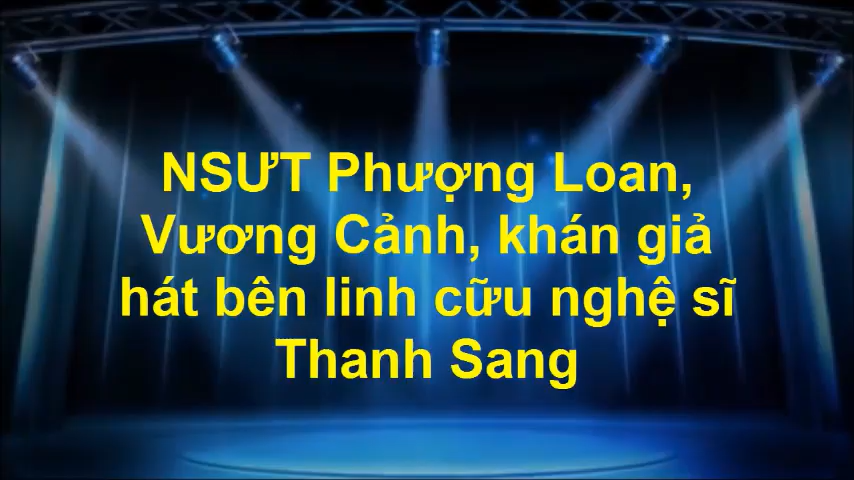 NSƯT Phượng Loan,
Vương Cảnh, khán giả
hát bên linh cữu nghệ sĩ
Thanh Sang